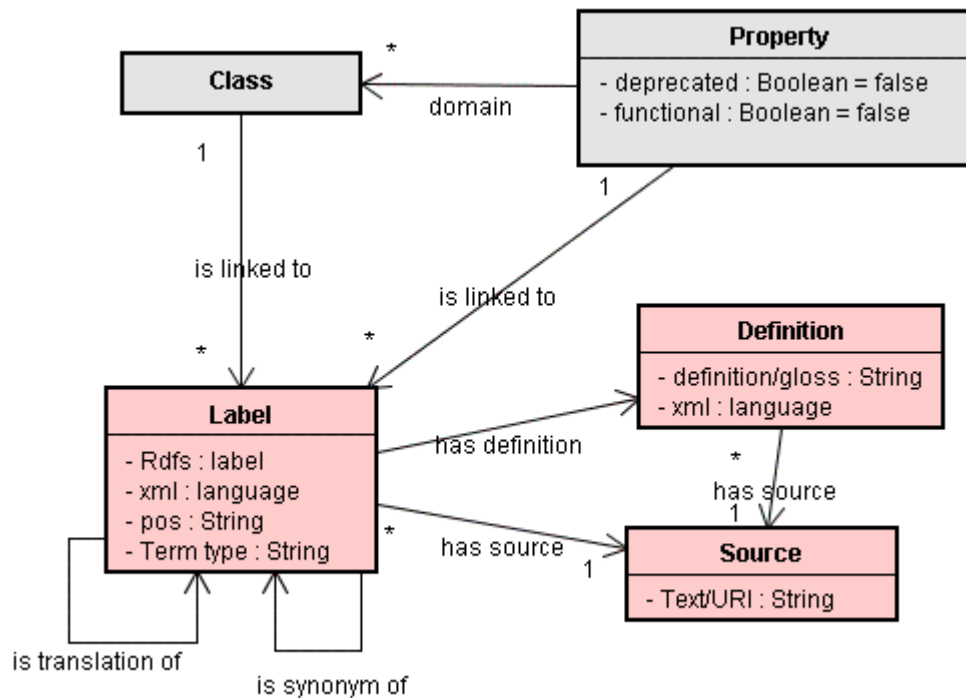 Property
*
Class
- deprecated : Boolean = false
domain
- functional : Boolean = false
1
1
is linked to
is linked to
*
*
Definition
- definition/gloss : String
- xml : language
Label
has definition
- Rdfs : label
- xml : language
- pos : String
- Term type : String
*
has source
1
*
has source
1
Source
- Text/URI : String
is translation of
is synonym of